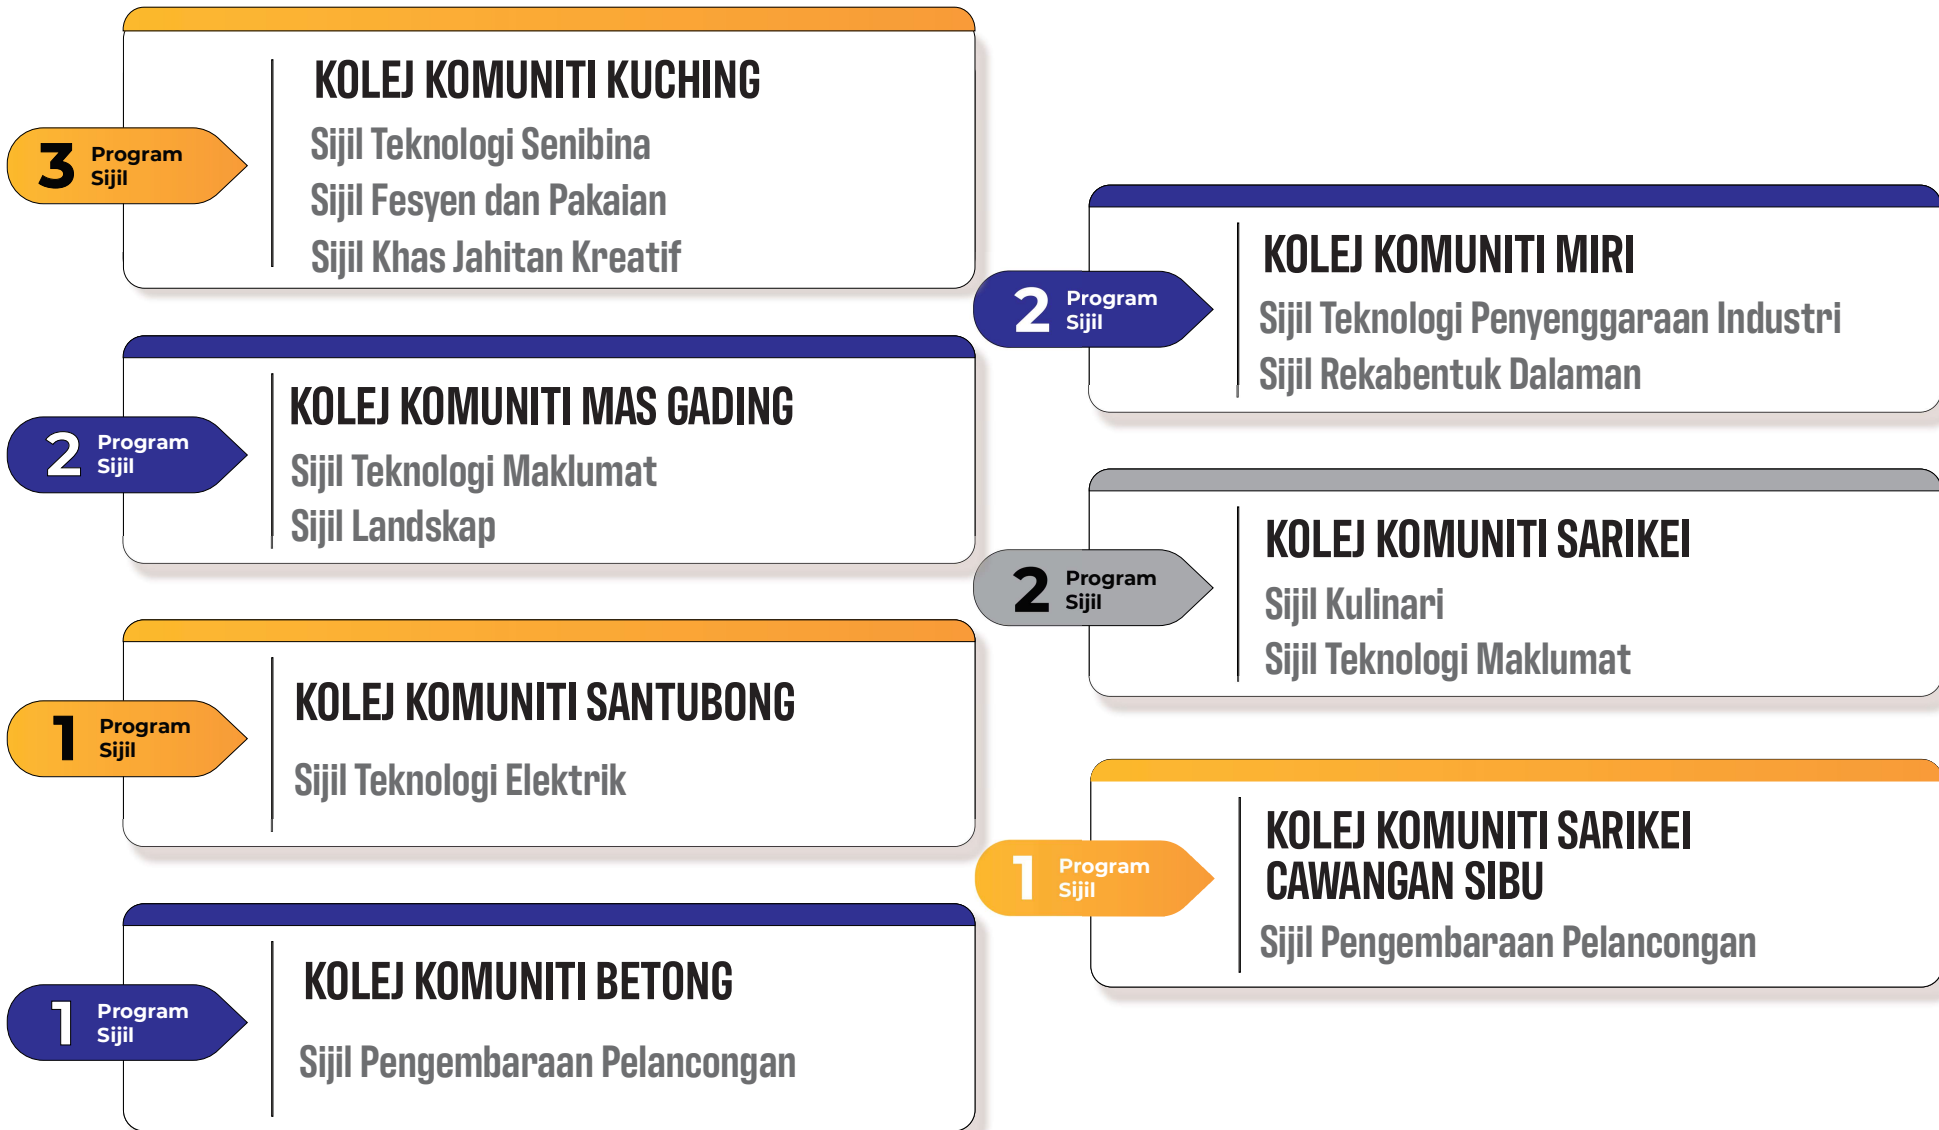 3 Program
Sijil
KOLEJ KOMUNITI KUCHING
Sijil Teknologi Senibina
Sijil Fesyen dan Pakaian
Sijil Khas Jahitan Kreatif
2 Program
Sijil
KOLEJ KOMUNITI MAS GADING
Sijil Teknologi Maklumat
Sijil Landskap
1 Program
Sijil
KOLEJ KOMUNITI SANTUBONG
Sijil Teknologi Elektrik
1 Program
Sijil
KOLEJ KOMUNITI BETONG
Sijil Pengembaraan Pelancongan
2 Program
Sijil
KOLEJ KOMUNITI MIRI
Sijil Teknologi Penyenggaraan Industri
Sijil Rekabentuk Dalaman
2 Program
Sijil
KOLEJ KOMUNITI SARIKEI
Sijil Kulinari
Sijil Teknologi Maklumat
1 Program
Sijil
KOLEJ KOMUNITI SARIKEI
CAWANGAN SIBU
Sijil Pengembaraan Pelancongan